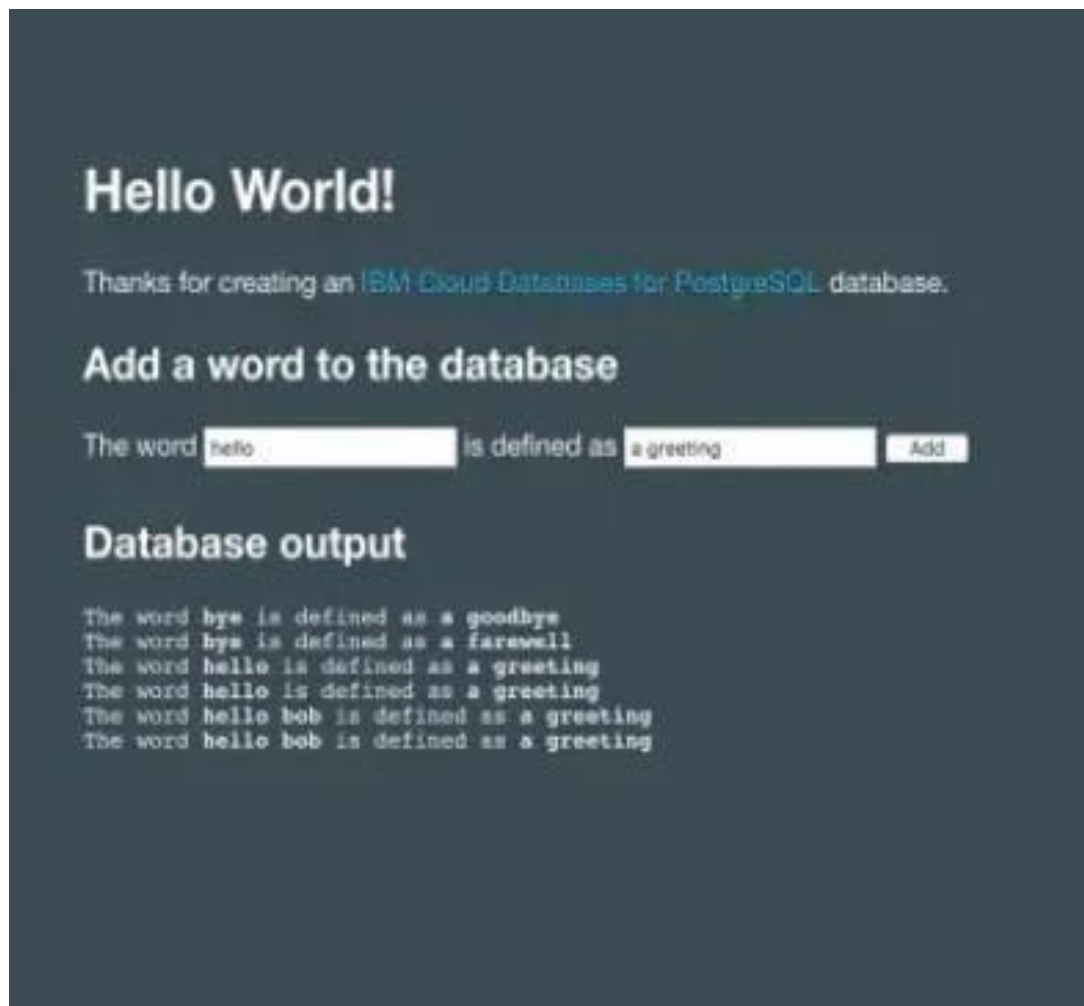 Hello World!
Thanks for creating an IBM Cloud Databases for PostgreSQL database.
Add a word to the database
The word hello is defined as a greeting Add
Database output
The word bye is defined as a goodbye
The word bye is defined as a farewell
The word hello is defined as a greeting
The word hello is defined as a greeting
The word hello bob is defined as a greeting
The word hello bob is defined as a greeting